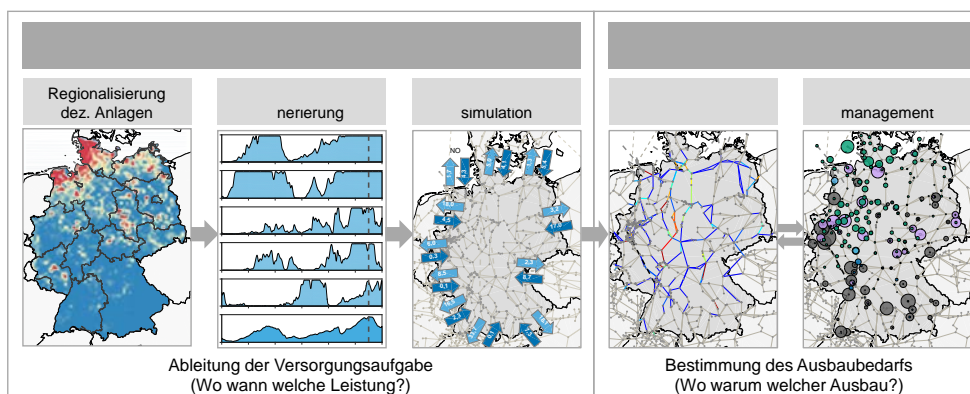 Regionalisierung
dez. Anlagen
nerierung
simulation
management
NO
Ableitung der Versorgungsaufgabe
(Wo wann welche Leistung?)
Bestimmung des Ausbaubedarfs
(Wo warum welcher Ausbau?)